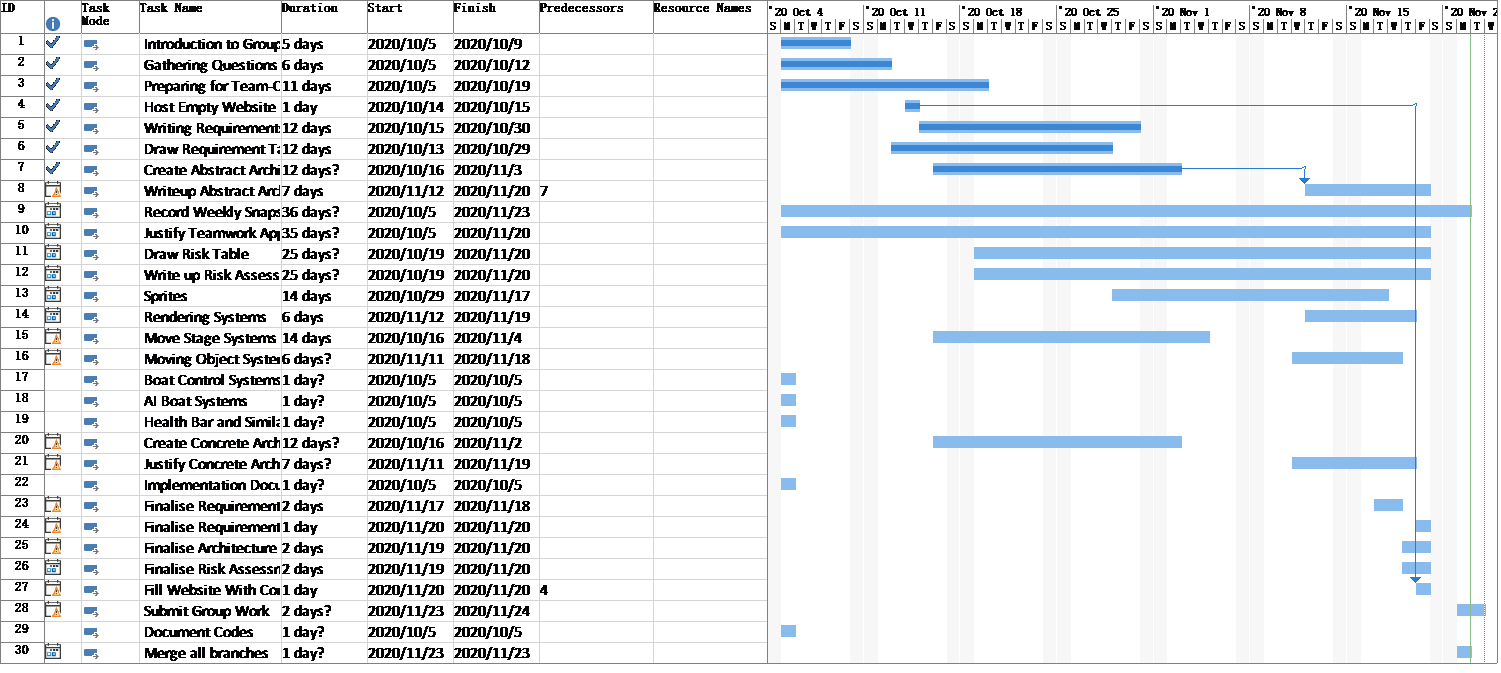 ID Task Mode Task Name Duration Start Finish Predecessors Resource Names
20 Oct 4 20 Oct 11 20 Oct 18 20 Oct 25 20 Nov 1 20 Nov 8 20 Nov 15 20 Nov 2
S M T W T F S S M T W T F S S M T W T F S S M T W T F S S M T W T F S S M T W T F S S M T W T F S S M T W
1 Introduction to Group 5 days 2020/10/5 2020/10/9
2 Gathering Questions 6 days 2020/10/5 2020/10/12
3 Preparing for Team-C 11 days 2020/10/5 2020/10/19
4 Host Empty Website 1 day 2020/10/14 2020/10/15
5 Writing Requirement 12 days 2020/10/15 2020/10/30
6 Draw Requirement Ta 12 days 2020/10/13 2020/10/29
7 Create Abstract Archi 12 days? 2020/10/16 2020/11/3
8 Writeup Abstract Arc 7 days 2020/11/12 2020/11/20 7
9 Record Weekly Snaps 36 days? 2020/10/5 2020/11/23
10 Justify Teamwork Ap 35 days? 2020/10/5 2020/11/20
11 Draw Risk Table 25 days? 2020/10/19 2020/11/20
12 Write up Risk Assess 25 days? 2020/10/19 2020/11/20
13 Sprites 14 days 2020/10/29 2020/11/17
14 Rendering Systems 6 days 2020/11/12 2020/11/19
15 Move Stage Systems 14 days 2020/10/16 2020/11/4
16 Moving Object System 6 days? 2020/11/11 2020/11/18
17 Boat Control Systems 1 day? 2020/10/5 2020/10/5
18 AI Boat Systems 1 day? 2020/10/5 2020/10/5
19 Health Bar and Simila 1 day? 2020/10/5 2020/10/5
20 Create Concrete Arch 12 days? 2020/10/16 2020/11/2
21 Justify Concrete Arch 7 days? 2020/11/11 2020/11/19
22 Implementation Docu 1 day? 2020/10/5 2020/10/5
23 Finalise Requirement 2 days 2020/11/17 2020/11/18
24 Finalise Requirement 1 day 2020/11/20 2020/11/20
25 Finalise Architecture 2 days 2020/11/19 2020/11/20
26 Finalise Risk Assessm 2 days 2020/11/19 2020/11/20
27 Fill Website With Co 1 day 2020/11/20 2020/11/20 4
28 Submit Group Work 2 days? 2020/11/23 2020/11/24
29 Document Codes 1 day? 2020/10/5 2020/10/5
30 Merge all branches 1 day? 2020/11/23 2020/11/23